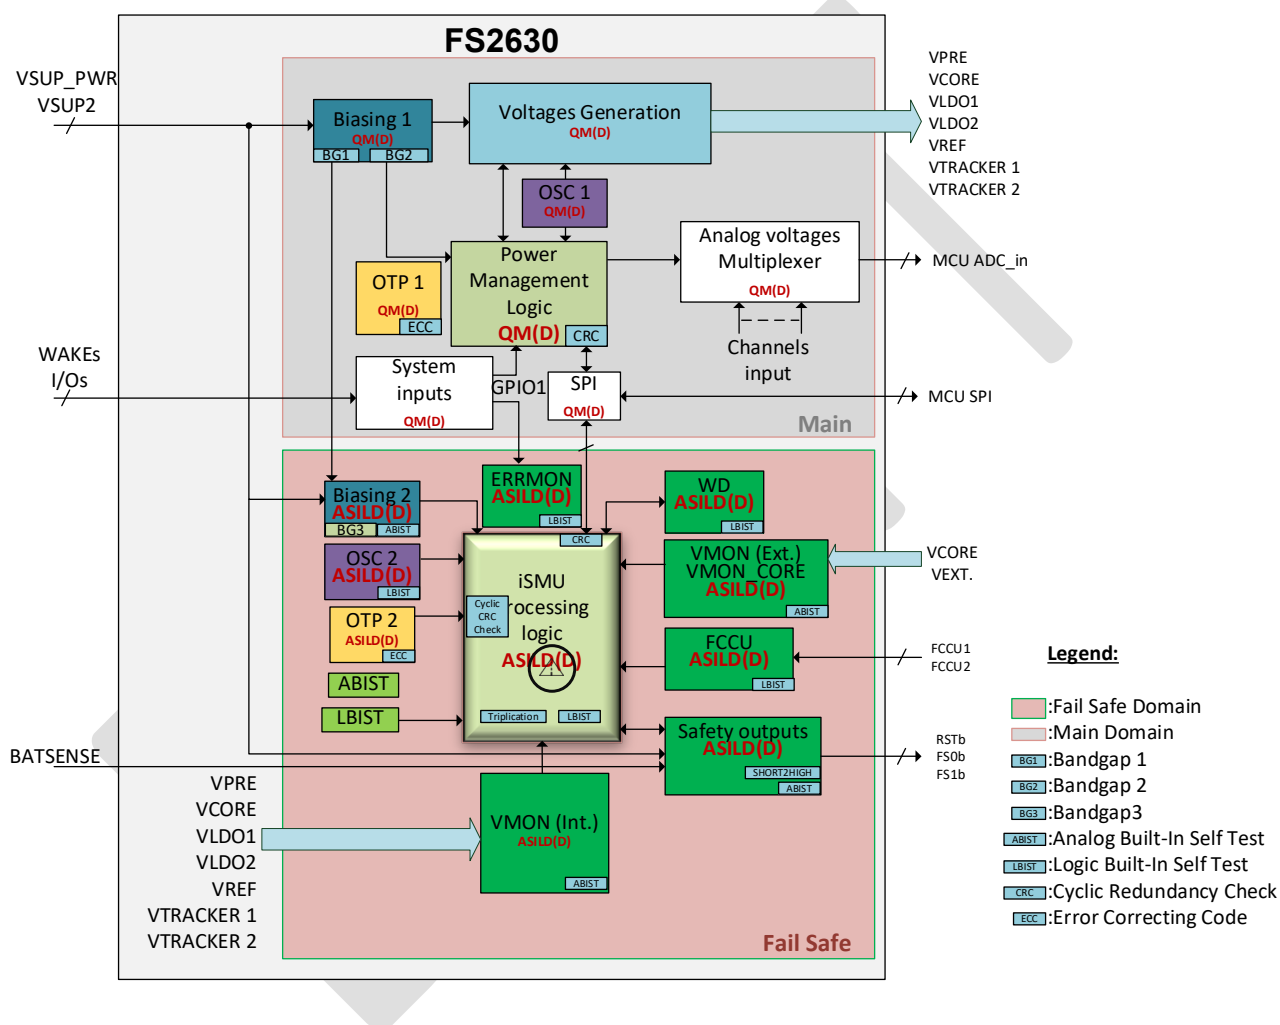 FS2630
VSUP_PWR
VSUP2
Biasing 1
QM(D)
BG1
BG2
Voltages Generation
QM(D)
VPRE
VCORE
VLDO1
VLDO2
VREF
VTRACKER 1
VTRACKER 2
OSC 1
QM(D)
Power
Management
Logic
QM(D)
CRC
Analog voltages
Multiplexer
QM(D)
MCU ADC_in
OTP 1
QM(D)
ECC
Channels
input
WAKEs
I/Os
System
inputs
QM(D)
GPIO1
SPI
QM(D)
MCU SPI
Main
ERRMON
ASILD(D)
LBIST
WD
ASILD(D)
LBIST
Biasing 2
ASILD(D)
BG3
ABIST
CRC
VMON (Ext.)
VMON_CORE
ASILD(D)
ABIST
VCORE
VEXT.
OSC 2
ASILD(D)
LBIST
iSMU
rocessing
logic
ASILD(D)
Cyclic
CRC
Check
Triplication
LBIST
OTP 2
ASILD(D)
ECC
FCCU
ASILD(D)
LBIST
FCCU1
FCCU2
ABIST
LBIST
Safety outputs
ASILD(D)
SHORT2HIGH
ABIST
RSTb
FS0b
FS1b
BATSENSE
VPRE
VCORE
VLDO1
VLDO2
VREF
VTRACKER 1
VTRACKER 2
VMON (Int.)
ASILD(D)
ABIST
Fail Safe
Legend:
:Fail Safe Domain
:Main Domain
BG1 :Bandgap 1
BG2 :Bandgap 2
BG3 :Bandgap3
ABIST :Analog Built-In Self Test
LBIST :Logic Built-In Self Test
CRC :Cyclic Redundancy Check
ECC :Error Correcting Code